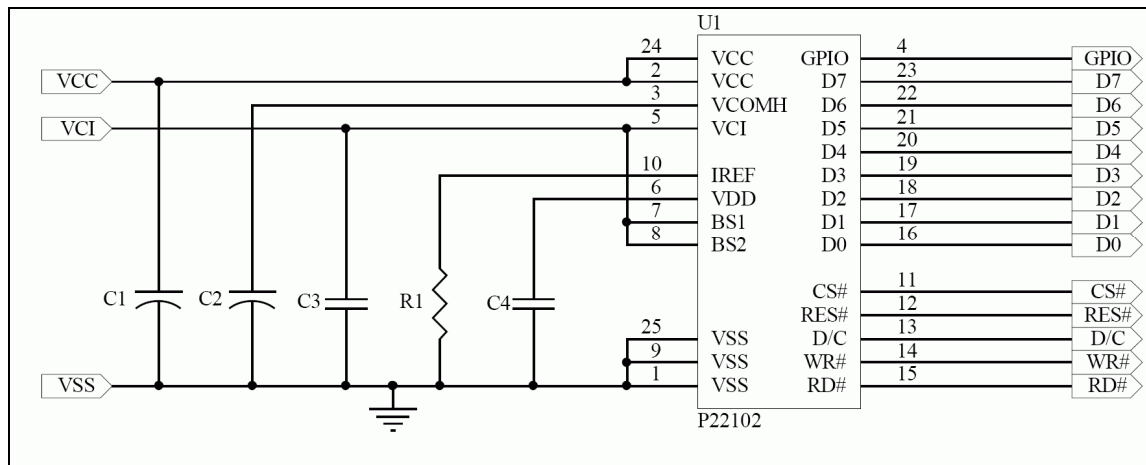 U1
24 VCC GPIO 4 GPIO
VCC 2 VCC D7 23 D7
3 VCOMH D6 22 D6
VCI 5 VCI D5 21 D5
D4 20 D4
10 IREF D3 19 D3
6 VDD D2 18 D2
7 BS1 D1 17 D1
8 BS2 D0 16 D0
C1 C2 C3 R1 C4
CS# 11 CS#
RES# 12 RES#
25 VSS D/C 13 D/C
9 VSS WR# 14 WR#
VSS 1 VSS RD# 15 RD#
P22102